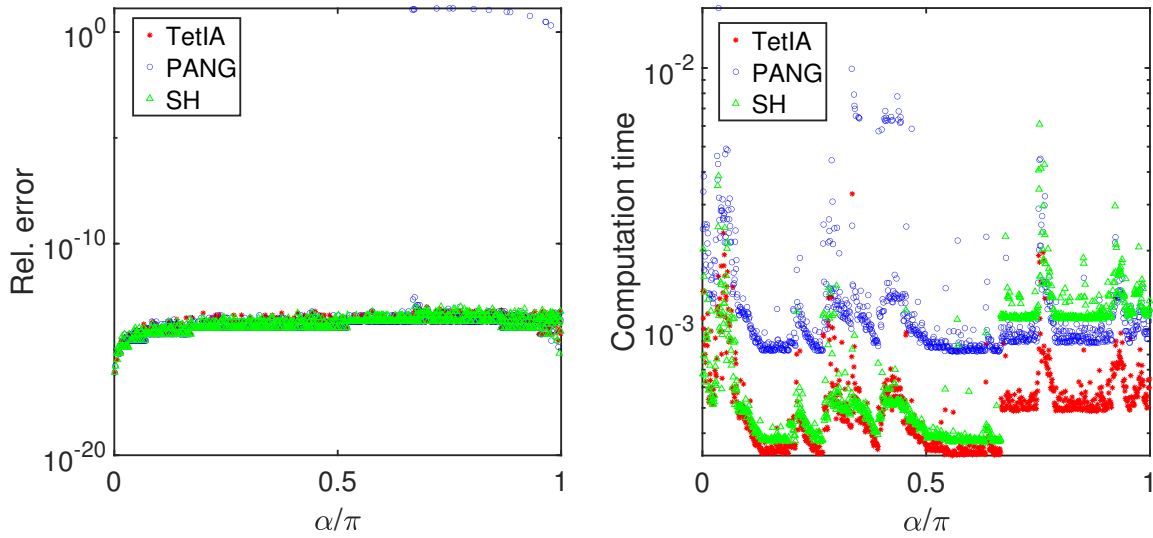 10^0
10^-10
10^-20
Rel. error
TetIA
PANG
SH
0
0.5
1
α/π
10^-2
10^-3
Computation time
TetIA
PANG
SH
0
0.5
1
α/π